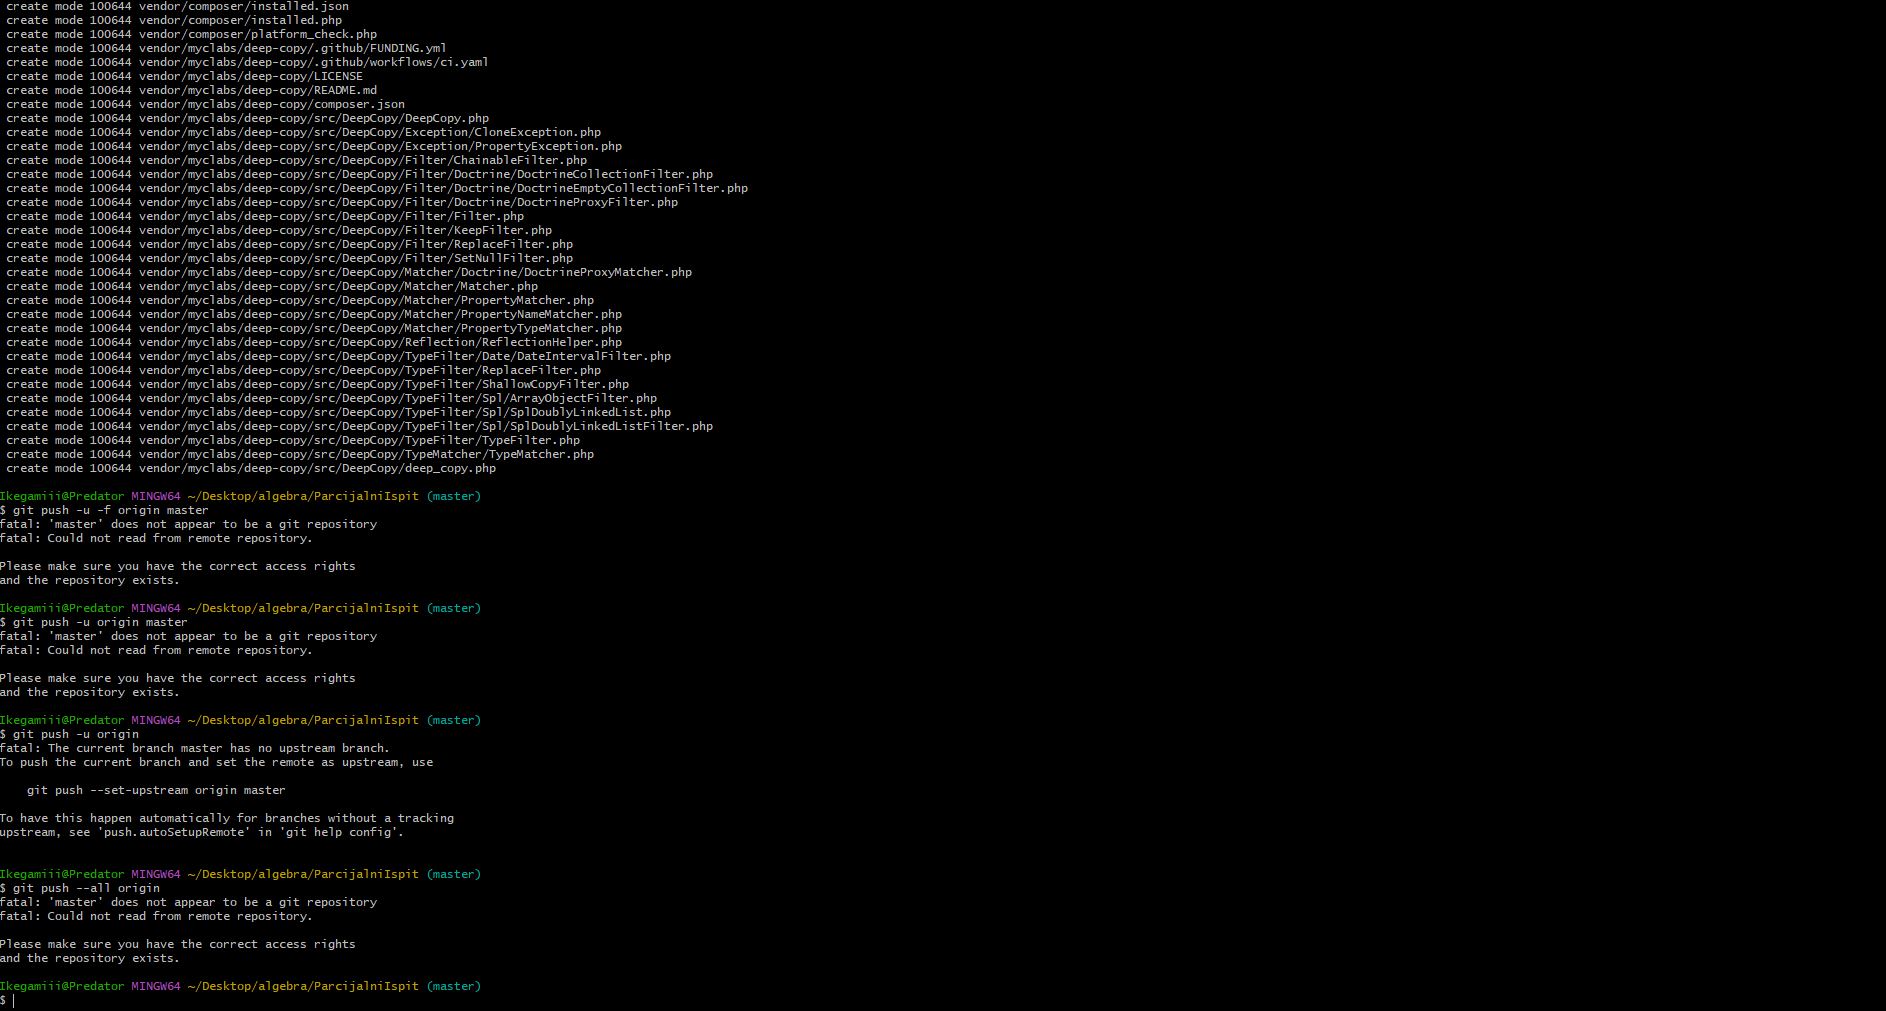 create mode 100644 vendor/composer/installed.json
create mode 100644 vendor/composer/installed.php
create mode 100644 vendor/composer/platform_check.php
create mode 100644 vendor/myclabs/deep-copy/.github/FUNDING.yml
create mode 100644 vendor/myclabs/deep-copy/.github/workflows/ci.yaml
create mode 100644 vendor/myclabs/deep-copy/LICENSE
create mode 100644 vendor/myclabs/deep-copy/README.md
create mode 100644 vendor/myclabs/deep-copy/composer.json
create mode 100644 vendor/myclabs/deep-copy/src/DeepCopy/DeepCopy.php
create mode 100644 vendor/myclabs/deep-copy/src/DeepCopy/Exception/CloneException.php
create mode 100644 vendor/myclabs/deep-copy/src/DeepCopy/Exception/PropertyException.php
create mode 100644 vendor/myclabs/deep-copy/src/DeepCopy/Filter/ChainableFilter.php
create mode 100644 vendor/myclabs/deep-copy/src/DeepCopy/Filter/Doctrine/DoctrineCollectionFilter.php
create mode 100644 vendor/myclabs/deep-copy/src/DeepCopy/Filter/Doctrine/DoctrineEmptyCollectionFilter.php
create mode 100644 vendor/myclabs/deep-copy/src/DeepCopy/Filter/Doctrine/DoctrineProxyFilter.php
create mode 100644 vendor/myclabs/deep-copy/src/DeepCopy/Filter/Filter.php
create mode 100644 vendor/myclabs/deep-copy/src/DeepCopy/Filter/KeepFilter.php
create mode 100644 vendor/myclabs/deep-copy/src/DeepCopy/Filter/ReplaceFilter.php
create mode 100644 vendor/myclabs/deep-copy/src/DeepCopy/Filter/SetNullFilter.php
create mode 100644 vendor/myclabs/deep-copy/src/DeepCopy/Matcher/Doctrine/DoctrineProxyMatcher.php
create mode 100644 vendor/myclabs/deep-copy/src/DeepCopy/Matcher/Matcher.php
create mode 100644 vendor/myclabs/deep-copy/src/DeepCopy/Matcher/PropertyMatcher.php
create mode 100644 vendor/myclabs/deep-copy/src/DeepCopy/Matcher/PropertyNameMatcher.php
create mode 100644 vendor/myclabs/deep-copy/src/DeepCopy/Matcher/PropertyTypeMatcher.php
create mode 100644 vendor/myclabs/deep-copy/src/DeepCopy/Reflection/ReflectionHelper.php
create mode 100644 vendor/myclabs/deep-copy/src/DeepCopy/TypeFilter/Date/DateIntervalFilter.php
create mode 100644 vendor/myclabs/deep-copy/src/DeepCopy/TypeFilter/ReplaceFilter.php
create mode 100644 vendor/myclabs/deep-copy/src/DeepCopy/TypeFilter/ShallowCopyFilter.php
create mode 100644 vendor/myclabs/deep-copy/src/DeepCopy/TypeFilter/Spl/ArrayObjectFilter.php
create mode 100644 vendor/myclabs/deep-copy/src/DeepCopy/TypeFilter/Spl/SplDoublyLinkedList.php
create mode 100644 vendor/myclabs/deep-copy/src/DeepCopy/TypeFilter/Spl/SplDoublyLinkedListFilter.php
create mode 100644 vendor/myclabs/deep-copy/src/DeepCopy/TypeFilter/TypeFilter.php
create mode 100644 vendor/myclabs/deep-copy/src/DeepCopy/TypeMatcher/TypeMatcher.php
create mode 100644 vendor/myclabs/deep-copy/src/DeepCopy/deep_copy.php
Ikegamiii@Predator MINGW64 ~/Desktop/algebra/ParcijalniIspit (master)
$ git push -u -f origin master
fatal: 'master' does not appear to be a git repository
fatal: Could not read from remote repository.
Please make sure you have the correct access rights
and the repository exists.
Ikegamiii@Predator MINGW64 ~/Desktop/algebra/ParcijalniIspit (master)
$ git push -u origin master
fatal: 'master' does not appear to be a git repository
fatal: Could not read from remote repository.
Please make sure you have the correct access rights
and the repository exists.
Ikegamiii@Predator MINGW64 ~/Desktop/algebra/ParcijalniIspit (master)
$ git push -u origin
fatal: The current branch master has no upstream branch.
To push the current branch and set the remote as upstream, use
git push --set-upstream origin master
To have this happen automatically for branches without a tracking
upstream, see 'push.autoSetupRemote' in 'git help config'.
Ikegamiii@Predator MINGW64 ~/Desktop/algebra/ParcijalniIspit (master)
$ git push --all origin
fatal: 'master' does not appear to be a git repository
fatal: Could not read from remote repository.
Please make sure you have the correct access rights
and the repository exists.
Ikegamiii@Predator MINGW64 ~/Desktop/algebra/ParcijalniIspit (master)
$